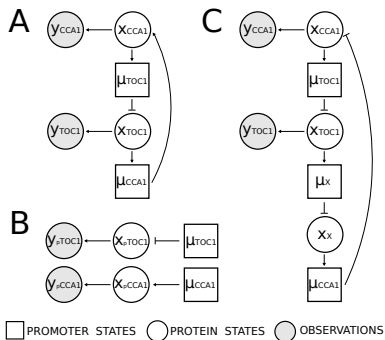 A
yCCA1
xCCA1
μTOC1
yTOC1
xTOC1
μCCA1
B
ypTOC1
xpTOC1
μTOC1
ypCCA1
xpCCA1
μCCA1
C
yCCA1
xCCA1
μTOC1
yTOC1
xTOC1
μX
xX
μCCA1
PROMOTER STATES
PROTEIN STATES
OBSERVATIONS